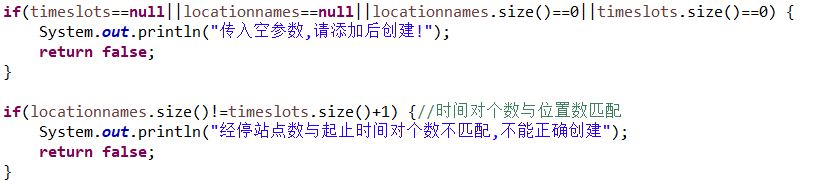 if(timeslots==null||locationnames==null||locationnames.size()==0||timeslots.size()==0) {
System.out.println("传入空参数,请添加后创建!");
return false;
}
if(locationnames.size()!=timeslots.size()+1) {//时间对个数与位置数匹配
System.out.println("经停站点数与起止时间对个数不匹配,不能正确创建");
return false;
}